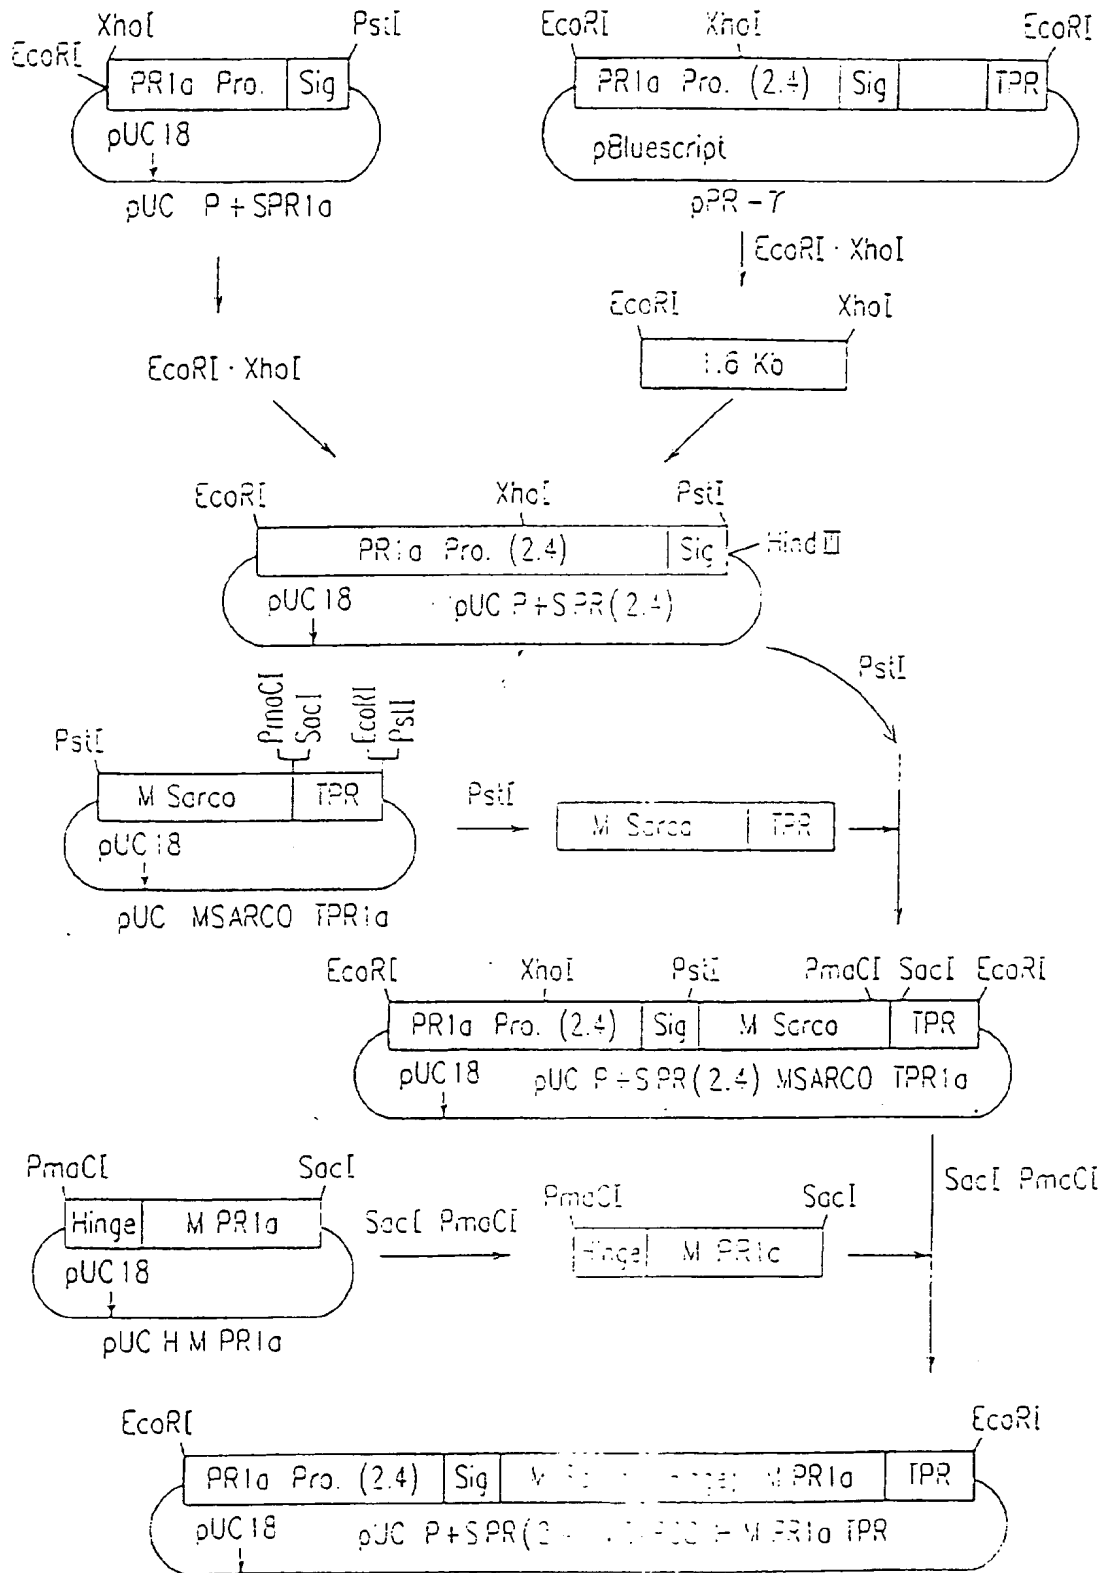 EcoRI XhoI PstI
PR1a Pro. Sig
pUC18
pUC P+SPR1a
EcoRI XhoI EcoRI
PR1a Pro. (2.4) Sig TPR
pBluescript
pPR-γ
EcoRI · XhoI
EcoRI XhoI
1.6 Kb
EcoRI · XhoI
EcoRI XhoI PstI
PR1a Pro. (2.4) Sig HindⅢ
pUC18 pUC P+SPR(2.4)
PstI
PstI PmaCI SacI EcoRI PstI
M Sarco TPR
pUC18
pUC MSARCO TPR1a
PstI
M Sarco TPR
EcoRI XhoI PstI PmaCI SacI EcoRI
PR1a Pro. (2.4) Sig M Sarco TPR
pUC18 pUC P+SPR(2.4) MSARCO TPR1a
SacI PmaCI
PmaCI SacI
Hinge M PR1a
pUC18
pUC H M PR1a
SacI PmaCI
PmaCI SacI
Hinge M PR1a
EcoRI EcoRI
PR1a Pro. (2.4) Sig M M PR1a TPR
pUC18 pUC P+SPR(2 H M PR1a TPR